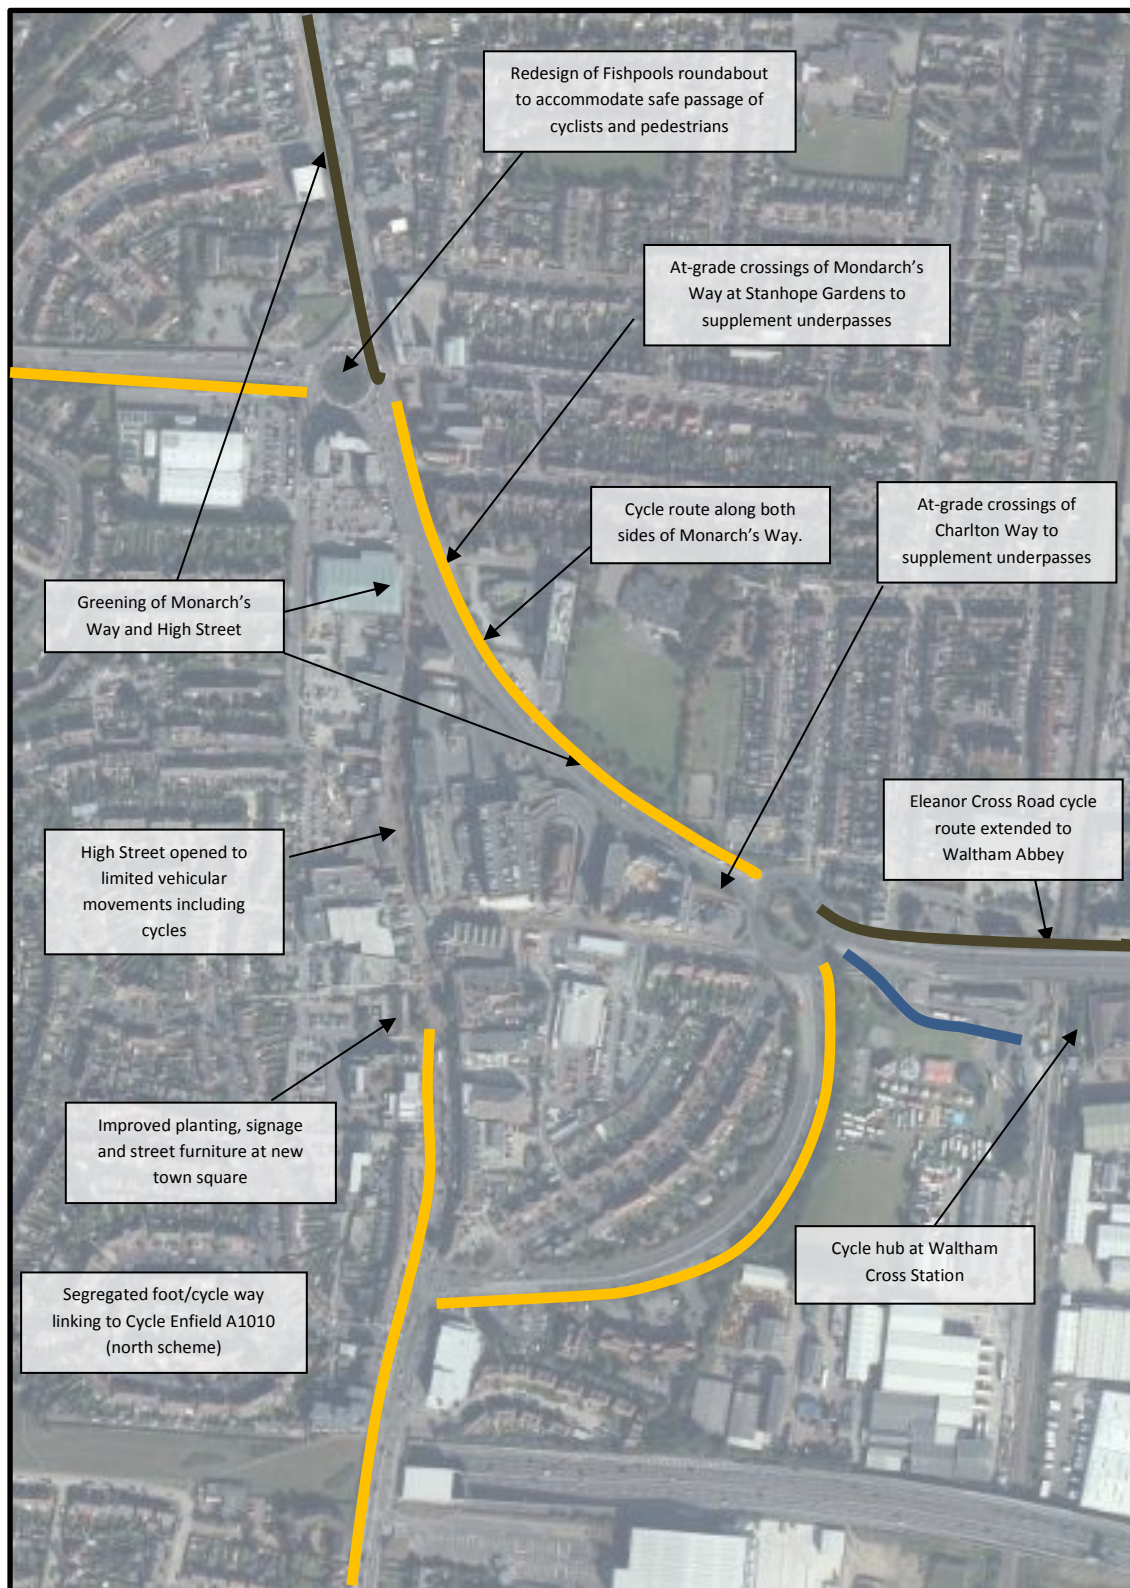 Redesign of Fishpools roundabout
to accommodate safe passage of
cyclists and pedestrians
At-grade crossings of Mondarch's
Way at Stanhope Gardens to
supplement underpasses
Cycle route along both
sides of Monarch's Way.
At-grade crossings of
Charlton Way to
supplement underpasses
Greening of Monarch's
Way and High Street
High Street opened to
limited vehicular
movements including
cycles
Eleanor Cross Road cycle
route extended to
Waltham Abbey
Improved planting, signage
and street furniture at new
town square
Cycle hub at Waltham
Cross Station
Segregated foot/cycle way
linking to Cycle Enfield A1010
(north scheme)